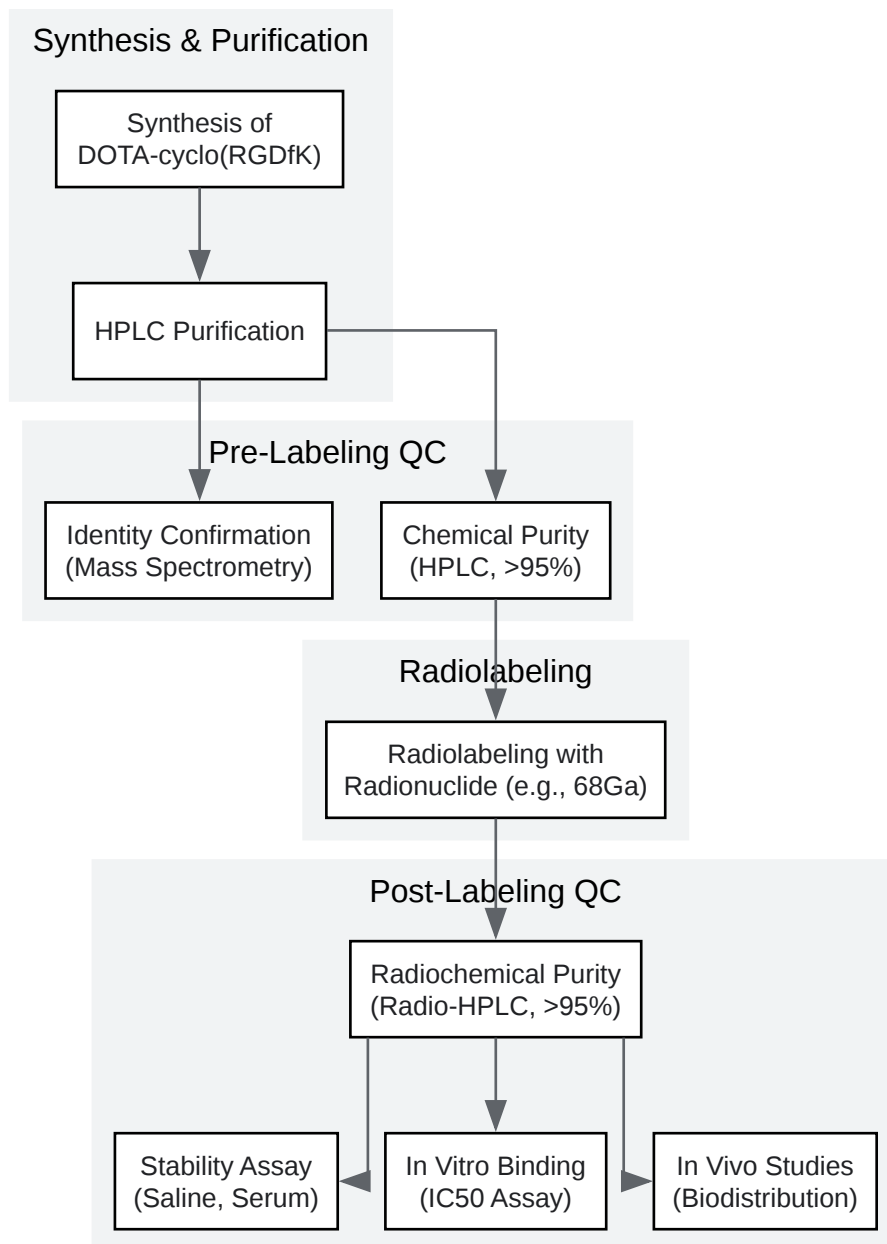 Synthesis & Purification
Synthesis of
DOTA-cyclo(RGDfK)
HPLC Purification
Pre-Labeling QC
Identity Confirmation
(Mass Spectrometry)
Chemical Purity
(HPLC, >95%)
Radiolabeling
Radiolabeling with
Radionuclide (e.g., 68Ga)
Post-Labeling QC
Radiochemical Purity
(Radio-HPLC, >95%)
Stability Assay
(Saline, Serum)
In Vitro Binding
(IC50 Assay)
In Vivo Studies
(Biodistribution)